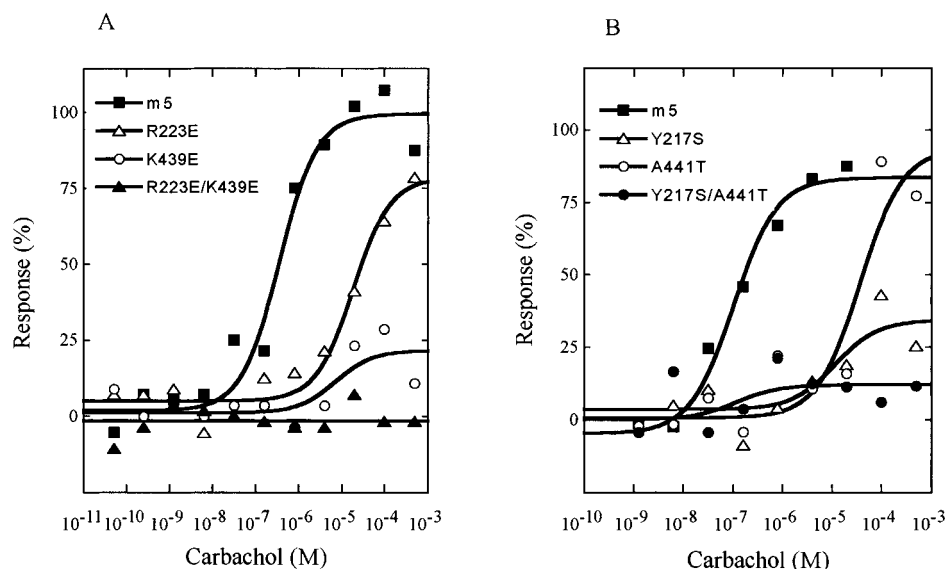 A
m5
R223E
K439E
R223E/K439E
Response (%)
100
75
50
25
0
10⁻¹¹ 10⁻¹⁰ 10⁻⁹ 10⁻⁸ 10⁻⁷ 10⁻⁶ 10⁻⁵ 10⁻⁴ 10⁻³
Carbachol (M)
B
m5
Y217S
A441T
Y217S/A441T
Response (%)
100
75
50
25
0
10⁻¹⁰ 10⁻⁹ 10⁻⁸ 10⁻⁷ 10⁻⁶ 10⁻⁵ 10⁻⁴ 10⁻³
Carbachol (M)